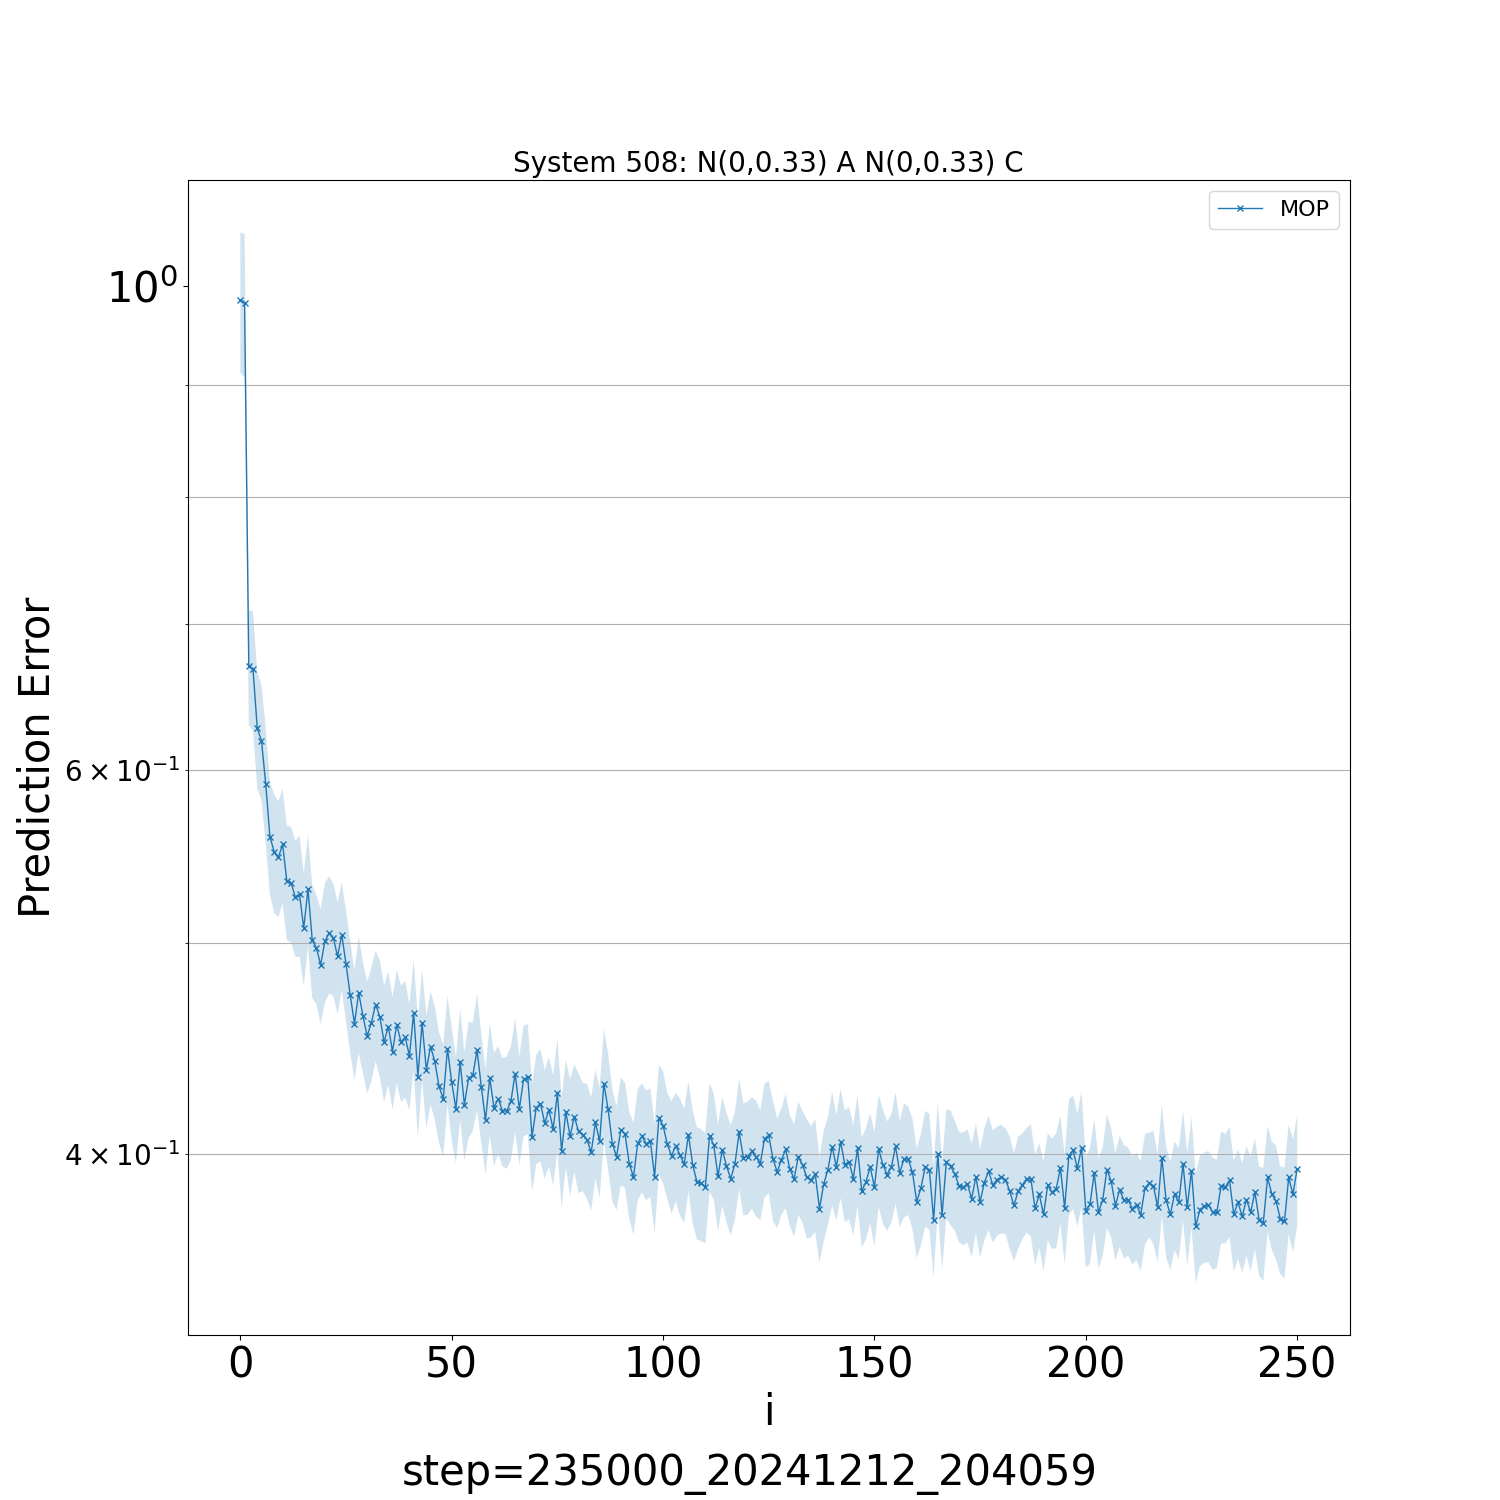 System 508: N(0,0.33) A N(0,0.33) C
MOP
10⁰
6 × 10⁻¹
4 × 10⁻¹
Prediction Error
0 50 100 150 200 250
i
step=235000_20241212_204059